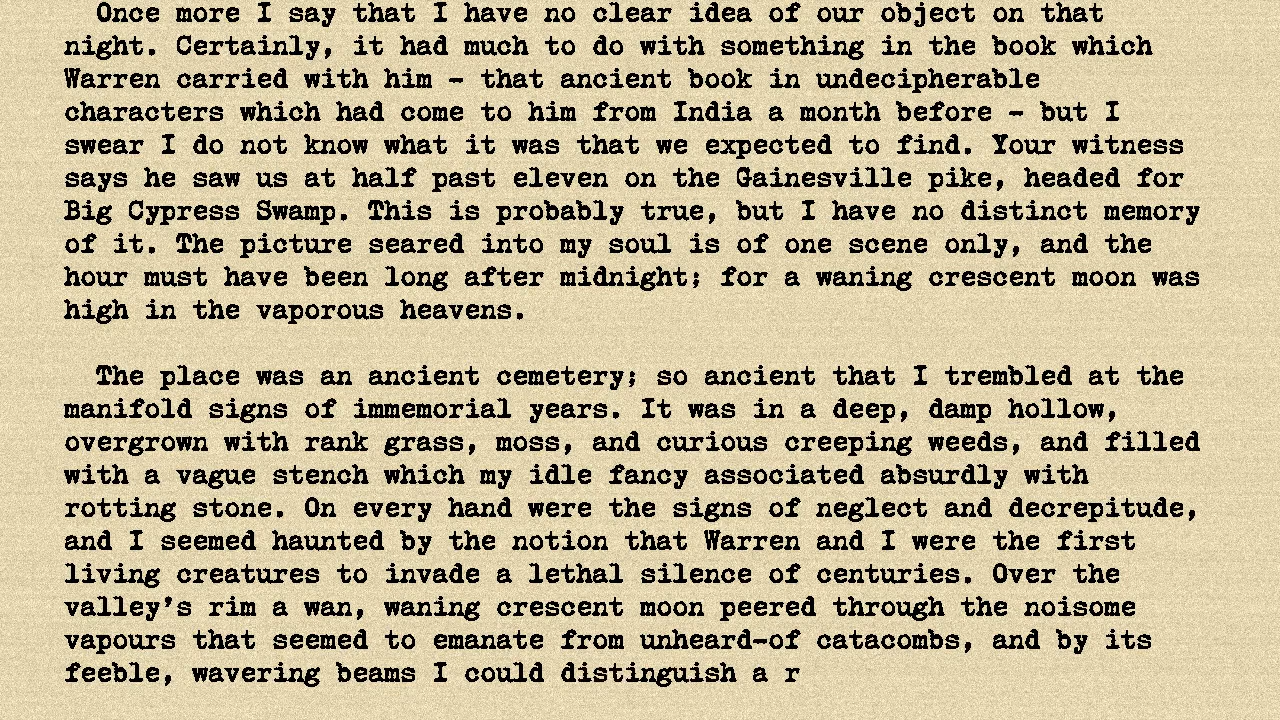 Once more I say that I have no clear idea of our object on that
night. Certainly, it had much to do with something in the book which
Warren carried with him – that ancient book in undecipherable
characters which had come to him from India a month before – but I
swear I do not know what it was that we expected to find. Your witness
says he saw us at half past eleven on the Gainesville pike, headed for
Big Cypress Swamp. This is probably true, but I have no distinct memory
of it. The picture seared into my soul is of one scene only, and the
hour must have been long after midnight; for a waning crescent moon was
high in the vaporous heavens.
The place was an ancient cemetery; so ancient that I trembled at the
manifold signs of immemorial years. It was in a deep, damp hollow,
overgrown with rank grass, moss, and curious creeping weeds, and filled
with a vague stench which my idle fancy associated absurdly with
rotting stone. On every hand were the signs of neglect and decrepitude,
and I seemed haunted by the notion that Warren and I were the first
living creatures to invade a lethal silence of centuries. Over the
valley's rim a wan, waning crescent moon peered through the noisome
vapours that seemed to emanate from unheard-of catacombs, and by its
feeble, wavering beams I could distinguish a r